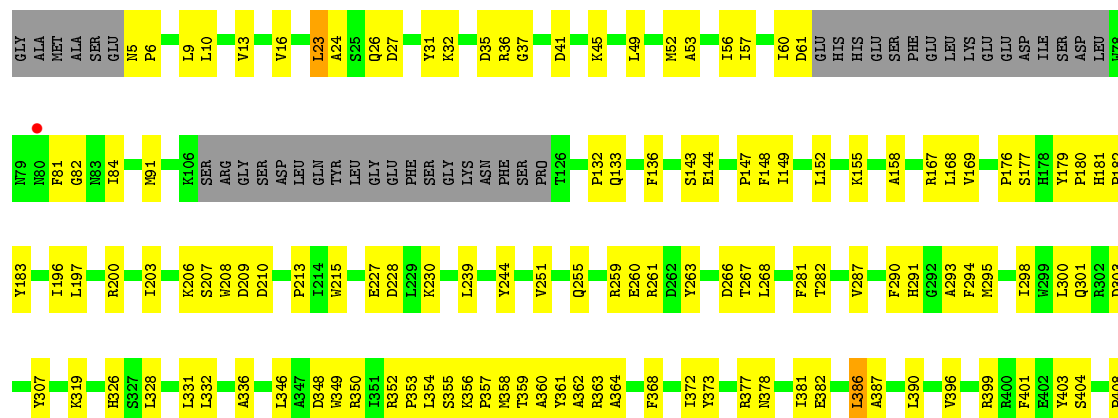 GLY ALA MET ALA SER GLU N5 P6 L9 L10 V13 V16 L23 A24 S25 Q26 D27 Y31 K32 D35 R36 G37 D41 K45 L49 M52 A53 I56 I57 I60 D61 GLU HIS HIS GLU SER PHE GLU LEU LYS GLU GLU ASP ILE SER ASP LEU
N79 N80 F81 G82 N83 I84 M91 K106 SER ARG GLY SER ASP LEU GLN TYR LEU GLY GLU PHE SER GLY LYS ASN PHE SER PRO T126 P132 Q133 F136 S143 E144 P147 F148 I149 L152 K155 A158 R167 L168 V169 P176 S177 H178 Y179 P180 H181
Y183 I196 L197 R200 I203 K206 S207 W208 D209 D210 P213 I214 W215 E227 D228 L229 K230 L239 Y244 V251 Q255 R259 E260 R261 D262 Y263 D266 T267 L268 F281 T282 V287 F290 H291 G292 A293 F294 M295 I298 W299 L300 Q301 R302
Y307 K319 H326 S327 L328 L331 L332 A336 L346 A347 D348 W349 R350 I351 R352 P353 L354 S355 K356 P357 M358 T359 A360 Y361 A362 R363 A364 F368 I372 Y373 R377 N378 I381 E382 L386 A387 L390 V396 R399 R400 F401 E402 Y403 S404